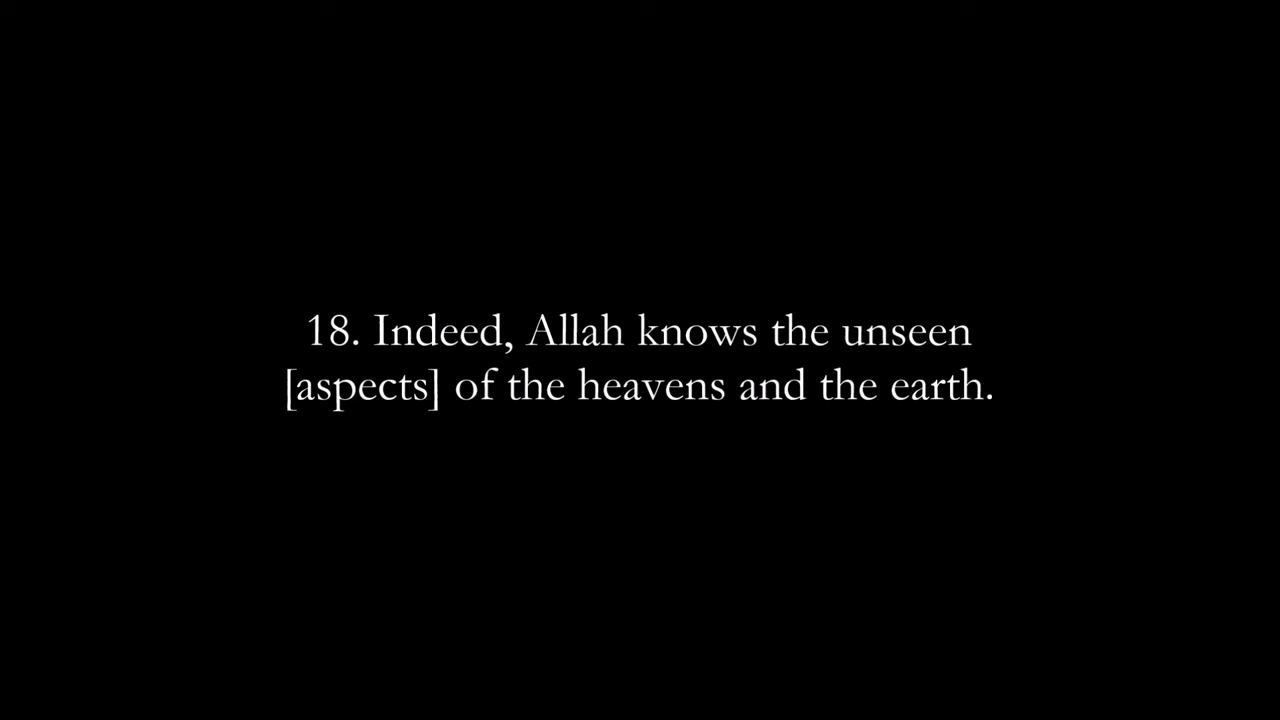 18. Indeed, Allah knows the unseen
[aspects] of the heavens and the earth.